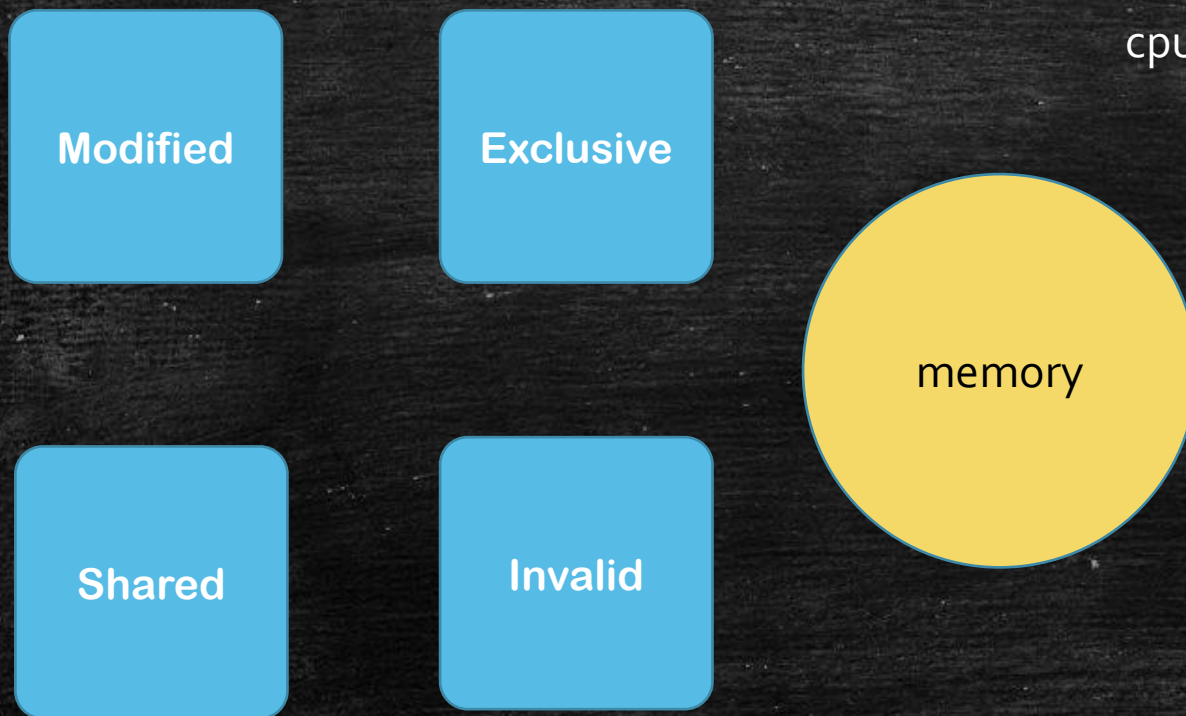 Modified
Exclusive
cpu
memory
Shared
Invalid